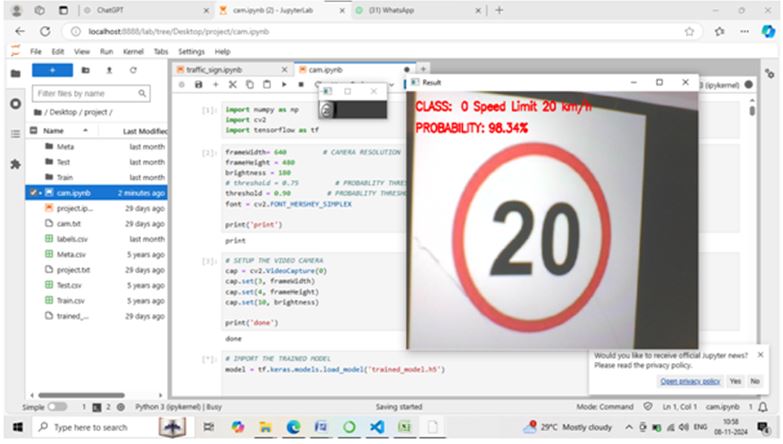 ChatGPT
cam.ipynb - JupyterLab
(31) WhatsApp
localhost:8888/lab/tree/Desktop/project/cam.ipynb
File Edit View Run Kernel Tabs Settings Help
traffic_sign.ipynb
cam.ipynb
Filter files by name
/ Desktop / project /
Name
Last Modified
Meta last month
Test last month
Train last month
cam.ipynb 2 minutes ago
project.ip... 29 days ago
cam.txt 29 days ago
labels.csv last month
Meta.csv 5 years ago
project.txt 29 days ago
Test.csv 5 years ago
Train.csv 5 years ago
trained_... 29 days ago
[1]:
import numpy as np
import cv2
import tensorflow as tf
[2]:
frameWidth= 640 # CAMERA RESOLUTION
frameHeight = 480
brightness = 180
# threshold = 0.75 # PROBABLITY THRES
threshold = 0.90 # PROBABLITY THRESHO
font = cv2.FONT_HERSHEY_SIMPLEX
print('print')
print
[3]:
# SETUP THE VIDEO CAMERA
cap = cv2.VideoCapture(0)
cap.set(3, frameWidth)
cap.set(4, frameHeight)
cap.set(10, brightness)
print('done')
done
[*]:
# IMPORT THE TRAINED MODEL
model = tf.keras.models.load_model('trained_model.h5')
Result
CLASS: 0 Speed Limit 20 km/h
PROBABILITY: 98.34%
20
(ipykernel)
Would you like to receive official Jupyter news?
Please read the privacy policy.
Open privacy policy Yes No
Simple 1 2 Python 3 (ipykernel) | Busy
Saving started
Mode: Command Ln 1, Col 1 cam.ipynb 1
Type here to search
29°C Mostly cloudy
ENG
10:58
08-11-2024